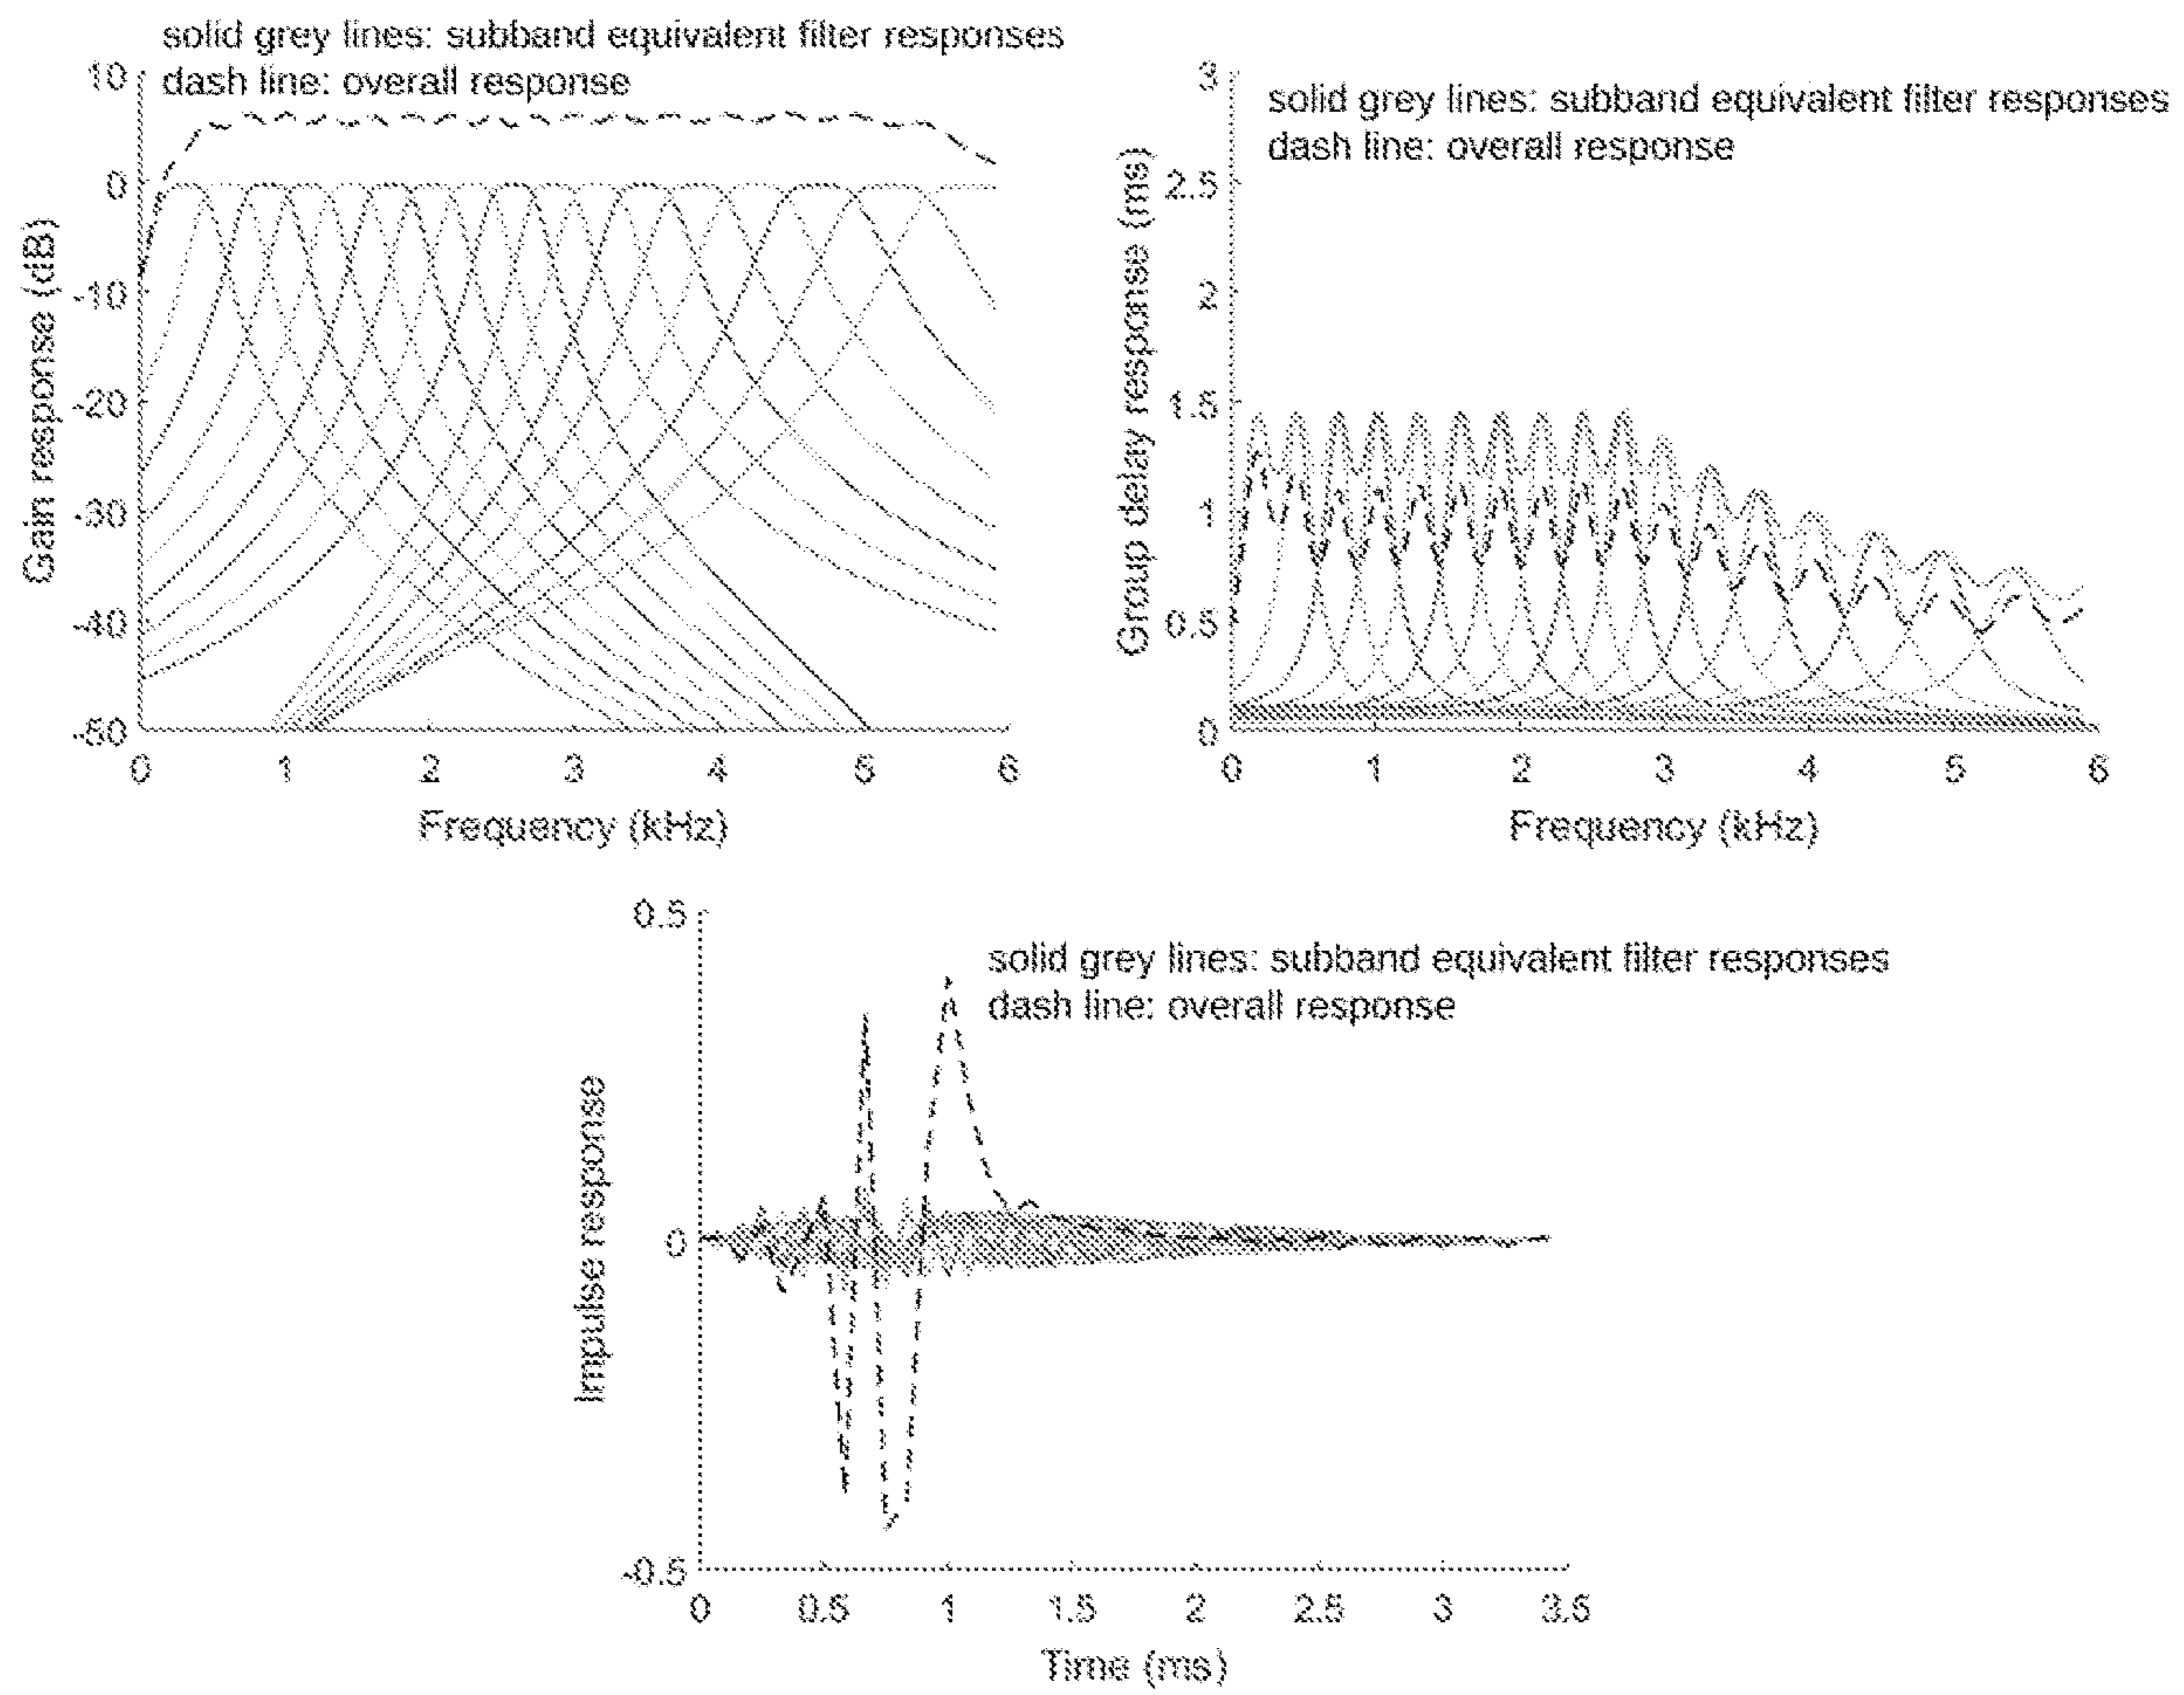 solid grey lines: subband equivalent filter responses
dash line: overall response
10
0
-10
-20
-30
-40
-50
Gain response (dB)
0 1 2 3 4 5 6
Frequency (kHz)
solid grey lines: subband equivalent filter responses
dash line: overall response
3
2.5
2
1.5
1
0.5
0
Group delay response (ms)
0 1 2 3 4 5 6
Frequency (kHz)
solid grey lines: subband equivalent filter responses
dash line: overall response
0.5
0
-0.5
Impulse response
0 0.5 1 1.5 2 2.5 3 3.5
Time (ms)